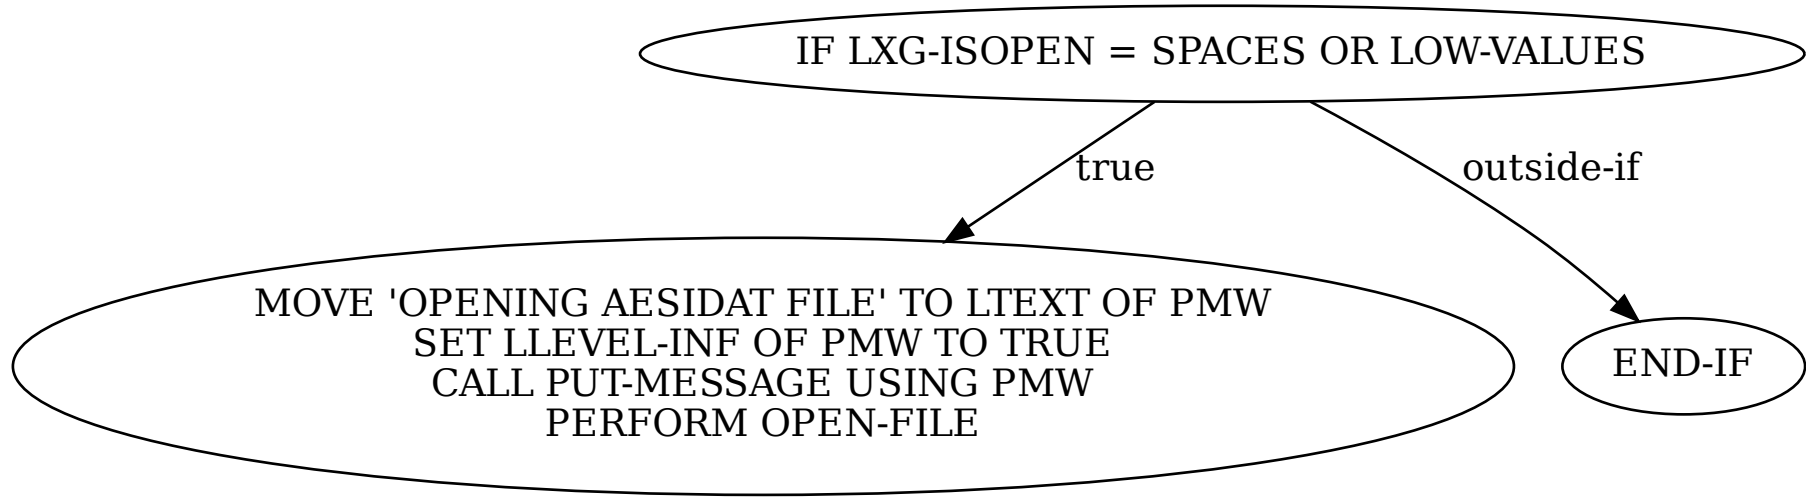 IF LXG-ISOPEN = SPACES OR LOW-VALUES
true
outside-if
MOVE 'OPENING AESIDAT FILE' TO LTEXT OF PMW
SET LLEVEL-INF OF PMW TO TRUE
CALL PUT-MESSAGE USING PMW
PERFORM OPEN-FILE
END-IF